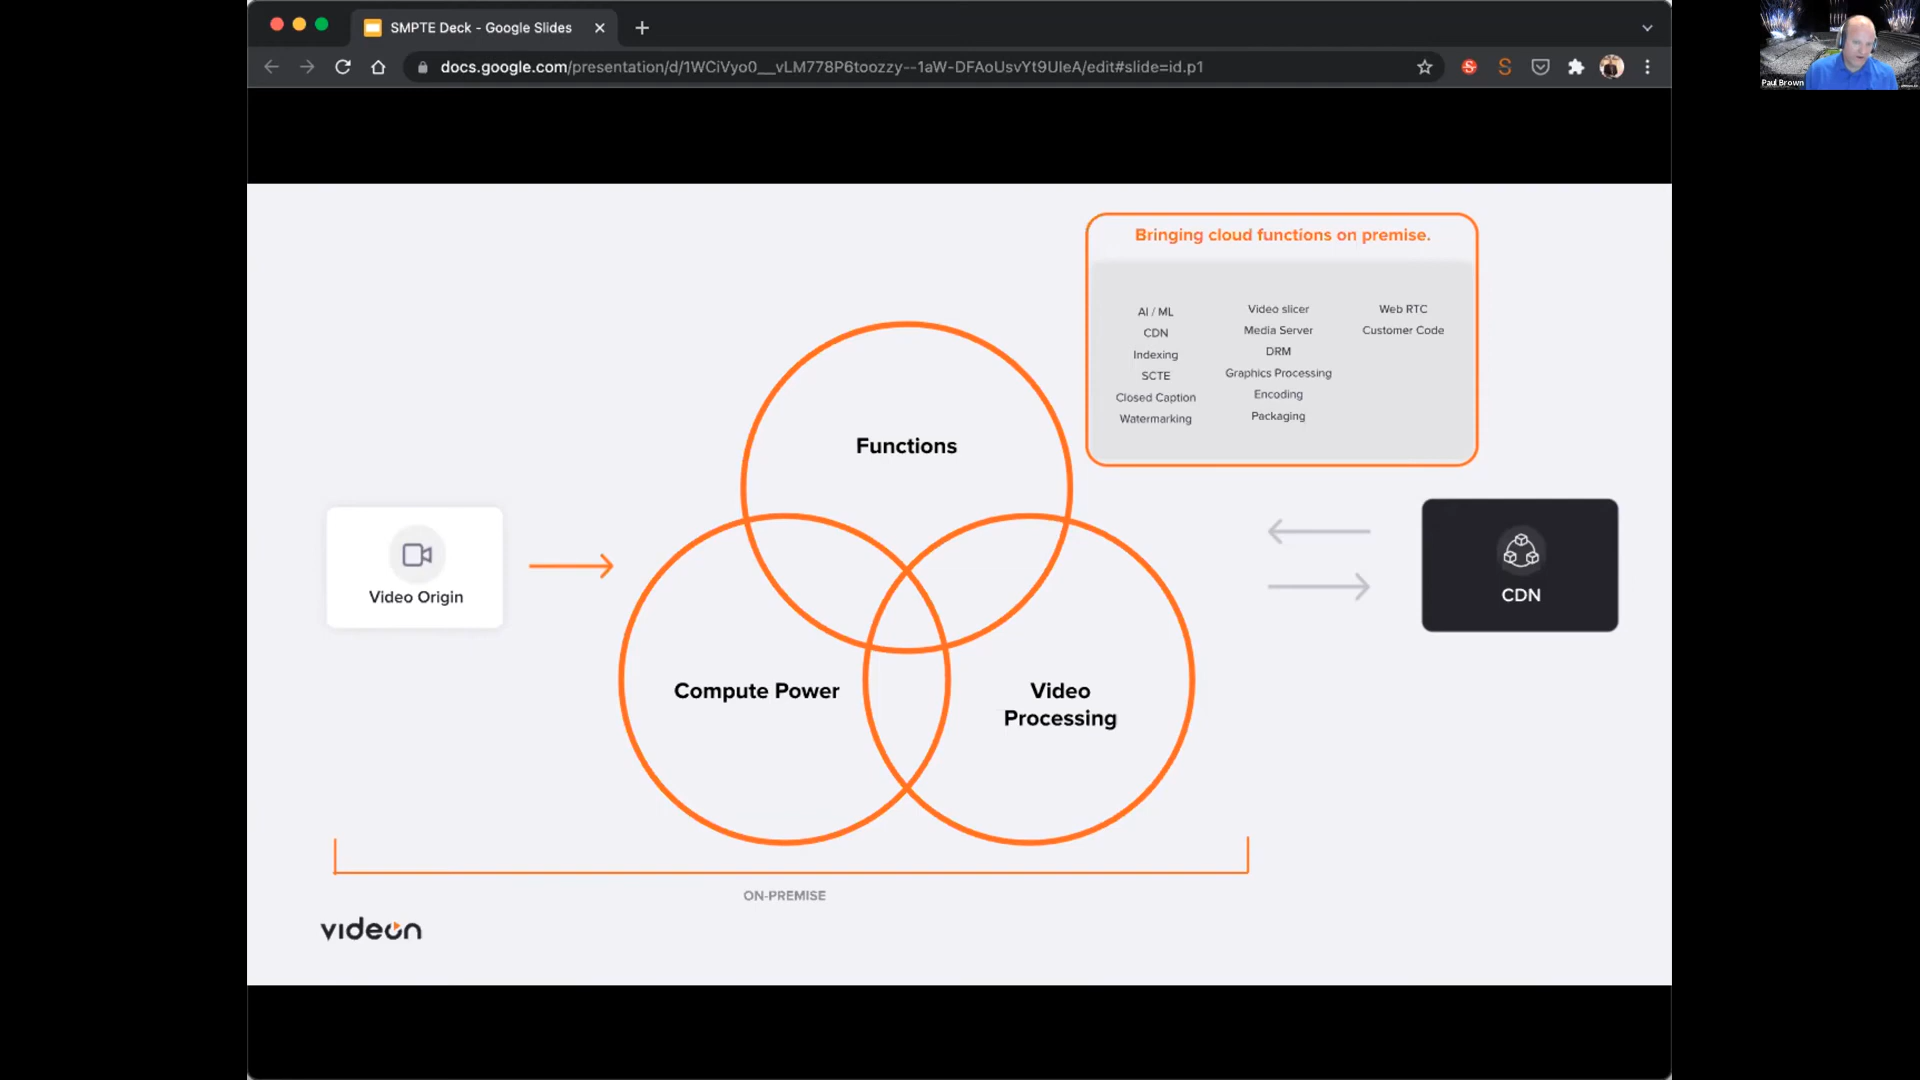 SMPTE Deck - Google Slides
docs.google.com/presentation/d/1WCiVyo0__vLM778P6toozzy--1aW-DFAoUsvYt9UIeA/edit#slide=id.p1
Paul Brown
Bringing cloud functions on premise.
AI / ML
CDN
Indexing
SCTE
Closed Caption
Watermarking
Video slicer
Media Server
DRM
Graphics Processing
Encoding
Packaging
Web RTC
Customer Code
Functions
Video Origin
CDN
Compute Power
Video
Processing
ON-PREMISE
videon